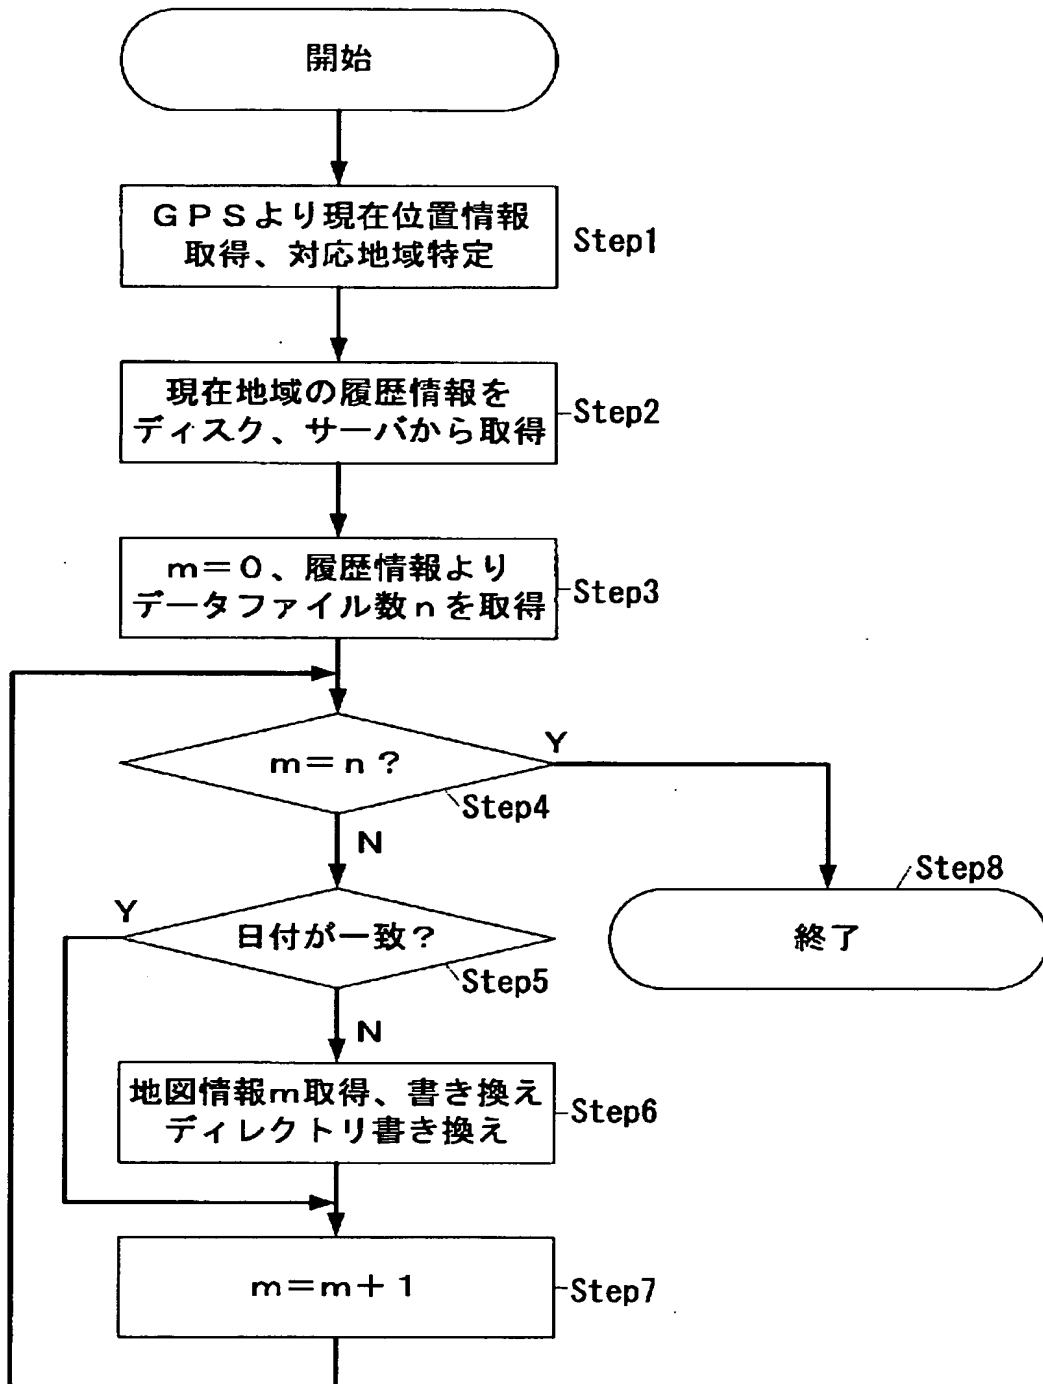 開始
GPSより現在位置情報
取得、対応地域特定
Step1
現在地域の履歴情報を
ディスク、サーバから取得
Step2
m=0、履歴情報より
データファイル数nを取得
Step3
m=n?
Y
Step4
N
Step8
終了
Y
日付が一致?
Step5
N
地図情報m取得、書き換え
ディレクトリ書き換え
Step6
m=m+1
Step7